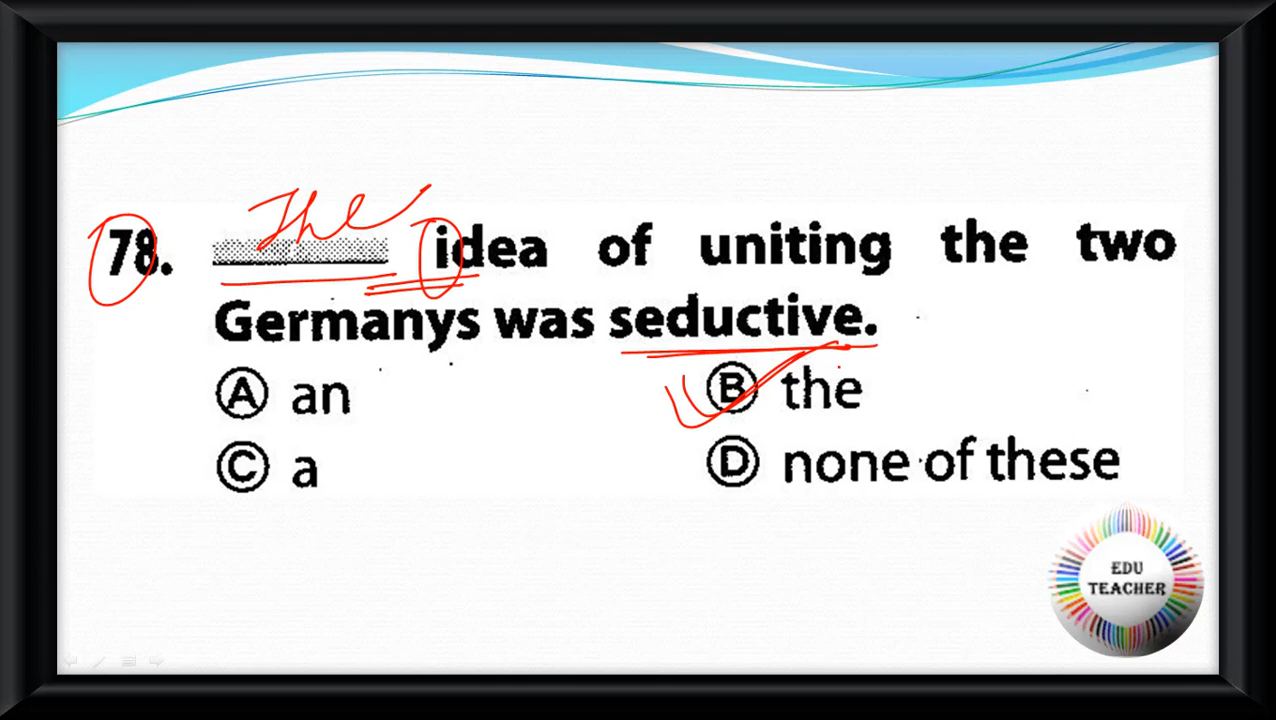 The
78. idea of uniting the two
Germanys was seductive.
A an
B the
C a
D none of these
EDU
TEACHER